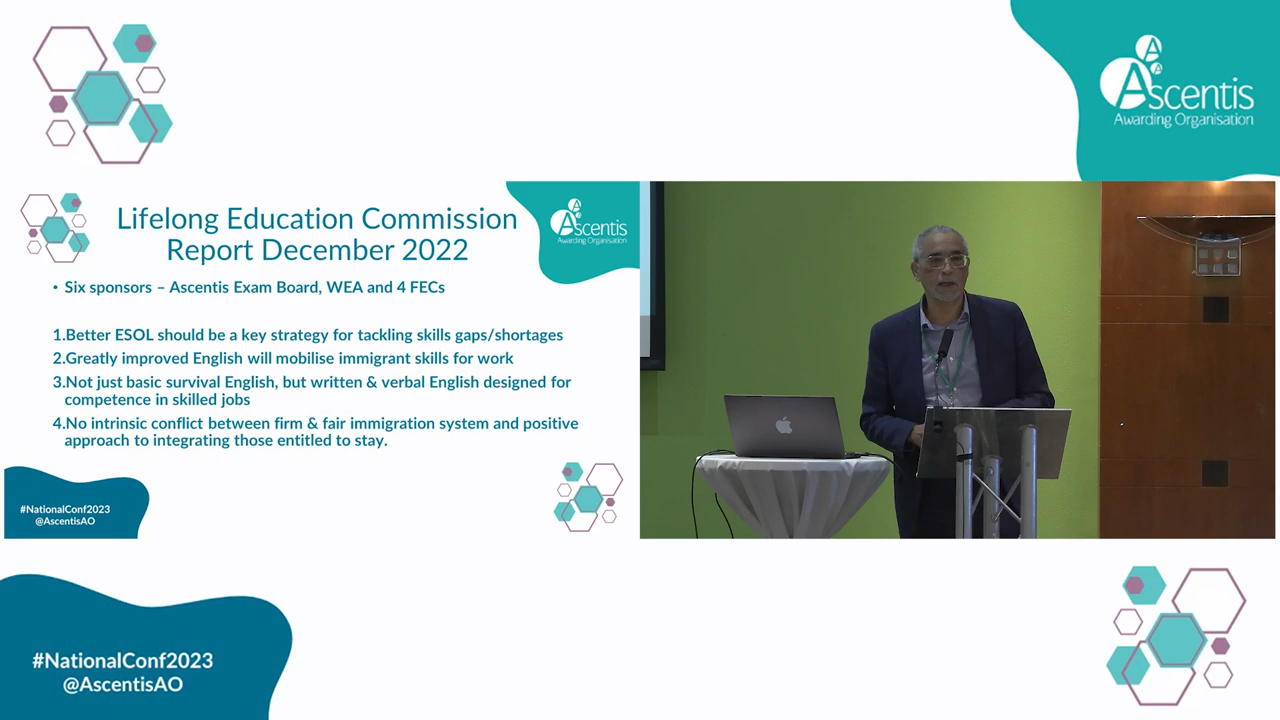 Ascentis
Awarding Organisation
Lifelong Education Commission
Report December 2022
Ascentis
Awarding Organisation
• Six sponsors – Ascentis Exam Board, WEA and 4 FECs
1.Better ESOL should be a key strategy for tackling skills gaps/shortages
2.Greatly improved English will mobilise immigrant skills for work
3.Not just basic survival English, but written & verbal English designed for
competence in skilled jobs
4.No intrinsic conflict between firm & fair immigration system and positive
approach to integrating those entitled to stay.
#NationalConf2023
@AscentisAO
#NationalConf2023
@AscentisAO